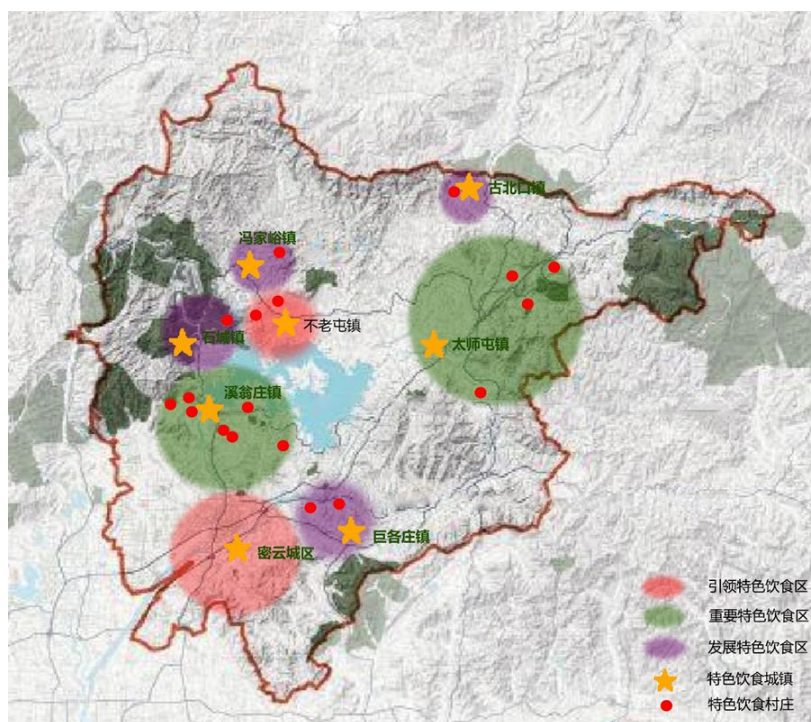 古北口镇
冯家峪镇
不老屯镇
石城镇
太师屯镇
溪翁庄镇
巨各庄镇
密云城区
引领特色饮食区
重要特色饮食区
发展特色饮食区
特色饮食城镇
特色饮食村庄